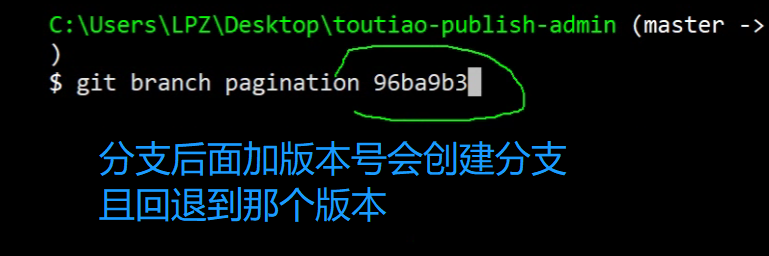 C:\Users\LPZ\Desktop\toutiao-publish-admin (master ->
)
$ git branch pagination 96ba9b3
分支后面加版本号会创建分支
且回退到那个版本